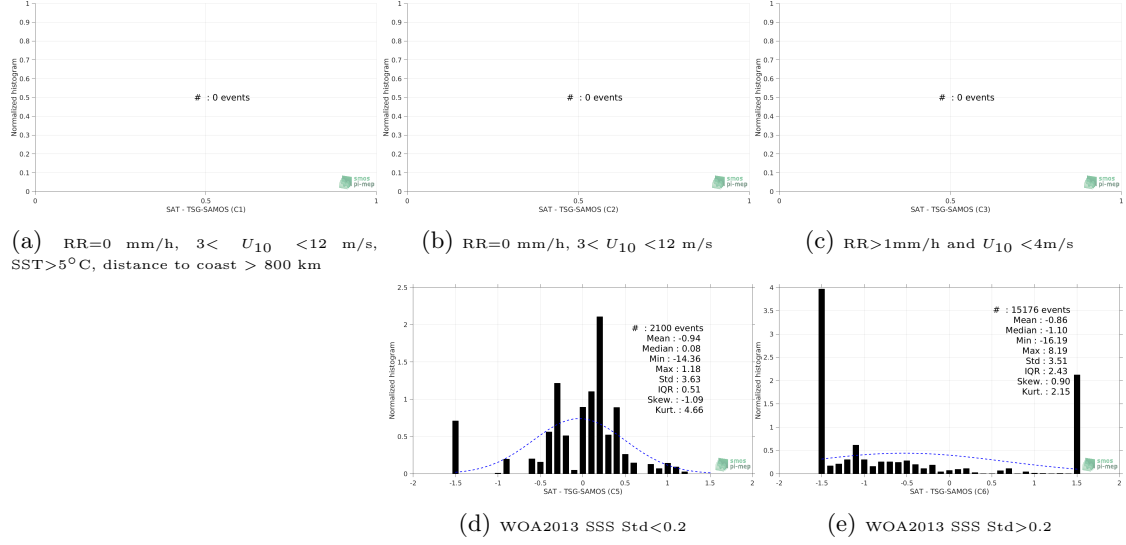 1
0.9
0.8
0.7
0.6
0.5
0.4
0.3
0.2
0.1
0
Normalized histogram
# : 0 events
smos
pi-mep
0 0.5 1
SAT - TSG-SAMOS (C1)
(a) RR=0 mm/h, 3< U10 <12 m/s,
SST>5°C, distance to coast > 800 km
1
0.9
0.8
0.7
0.6
0.5
0.4
0.3
0.2
0.1
0
Normalized histogram
# : 0 events
smos
pi-mep
0 0.5 1
SAT - TSG-SAMOS (C2)
(b) RR=0 mm/h, 3< U10 <12 m/s
1
0.9
0.8
0.7
0.6
0.5
0.4
0.3
0.2
0.1
0
Normalized histogram
# : 0 events
smos
pi-mep
0 0.5 1
SAT - TSG-SAMOS (C3)
(c) RR>1mm/h and U10 <4m/s
2.5
2
1.5
1
0.5
0
Normalized histogram
# : 2100 events
Mean : -0.94
Median : 0.08
Min : -14.36
Max : 1.18
Std : 3.63
IQR : 0.51
Skew. : -1.09
Kurt. : 4.66
smos
pi-mep
-2 -1.5 -1 -0.5 0 0.5 1 1.5 2
SAT - TSG-SAMOS (C5)
(d) WOA2013 SSS Std<0.2
4
3.5
3
2.5
2
1.5
1
0.5
0
Normalized histogram
# : 15176 events
Mean : -0.86
Median : -1.10
Min : -16.19
Max : 8.19
Std : 3.51
IQR : 2.43
Skew. : 0.90
Kurt. : 2.15
smos
pi-mep
-2 -1.5 -1 -0.5 0 0.5 1 1.5 2
SAT - TSG-SAMOS (C6)
(e) WOA2013 SSS Std>0.2